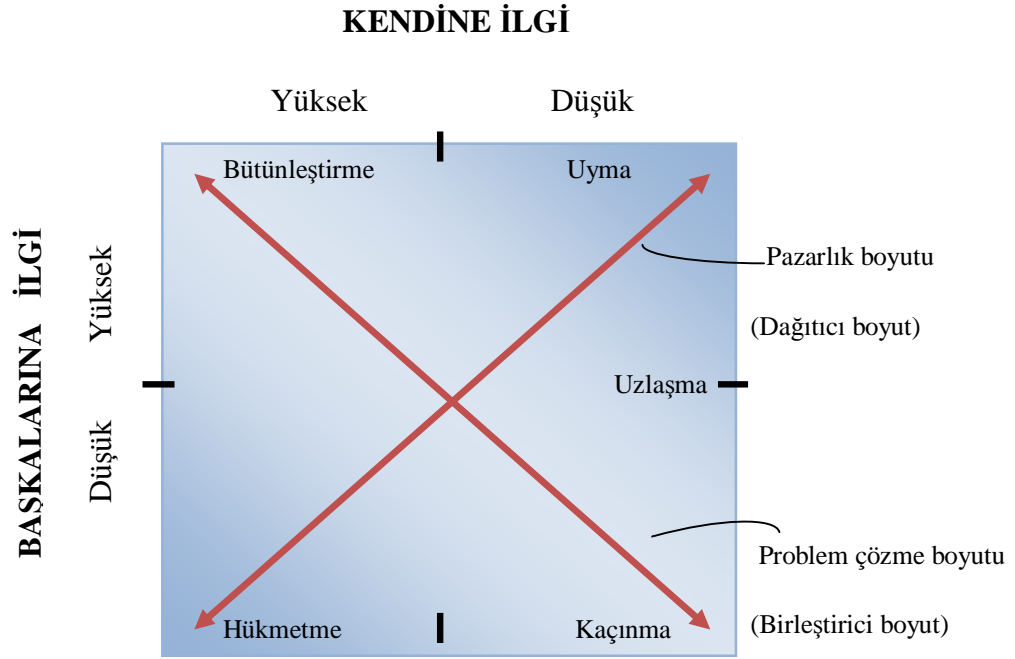 KENDİNE İLGİ
Yüksek Düşük
Bütünleştirme Uyma
BAŞKALARINA İLGİ
Yüksek
Düşük
Pazarlık boyutu
(Dağıtıcı boyut)
Uzlaşma
Problem çözme boyutu
Hükmetme Kaçınma
(Birleştirici boyut)